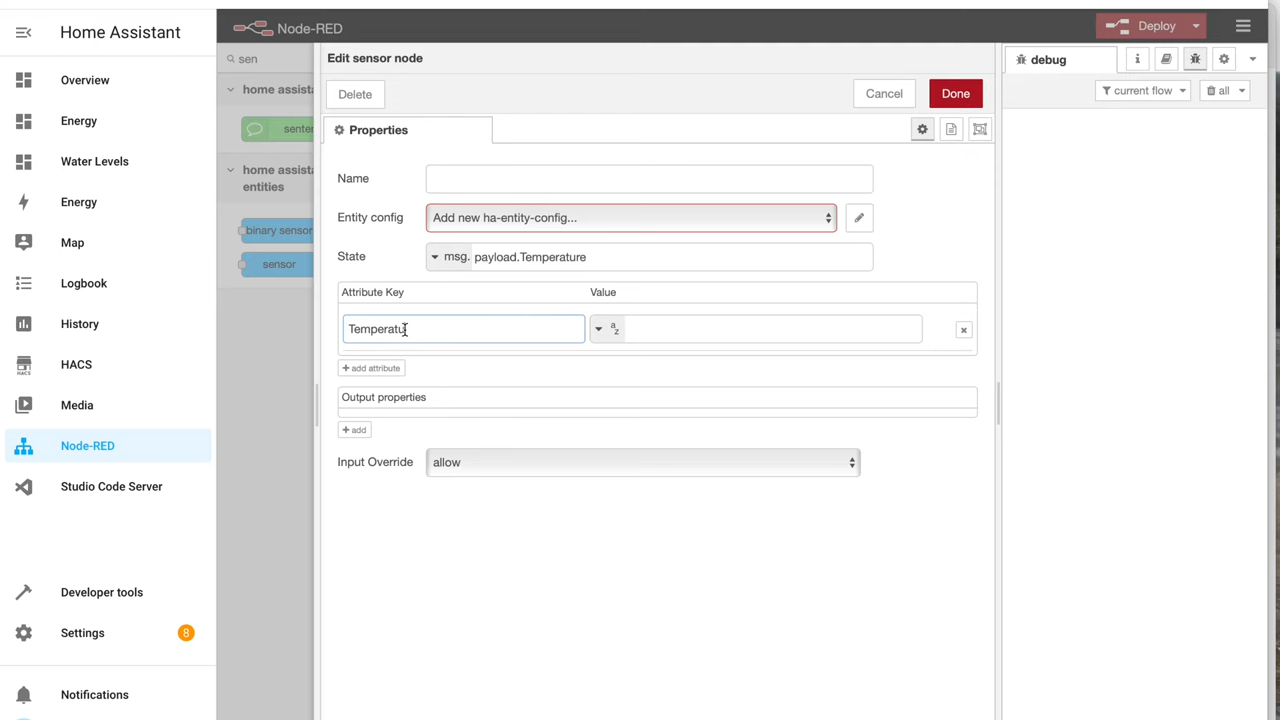 Home Assistant
Overview
Energy
Water Levels
Energy
Map
Logbook
History
HACS
HACS
Media
Node-RED
Studio Code Server
Developer tools
Settings
8
Notifications
Node-RED
Deploy
sen
home assista
senten
home assista
entities
binary sensor
sensor
Edit sensor node
Delete
Cancel
Done
Properties
Name
Entity config
Add new ha-entity-config...
State
msg. payload.Temperature
Attribute Key
Value
Temperatu
a
z
+ add attribute
Output properties
+ add
Input Override
allow
debug
i
current flow
all